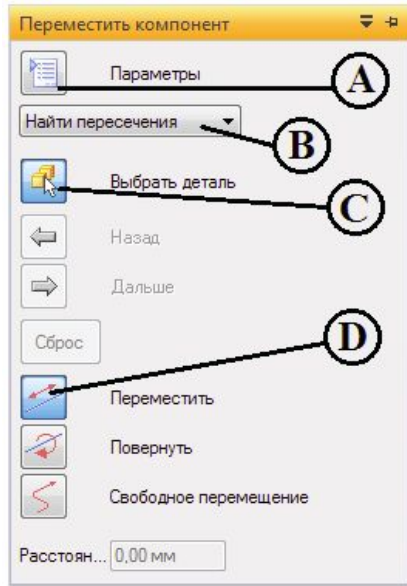 Переместить компонент
Параметры
A
Найти пересечения
B
Выбрать деталь
C
Назад
Дальше
Сброс
D
Переместить
Повернуть
Свободное перемещение
Расстоян... 0,00 мм